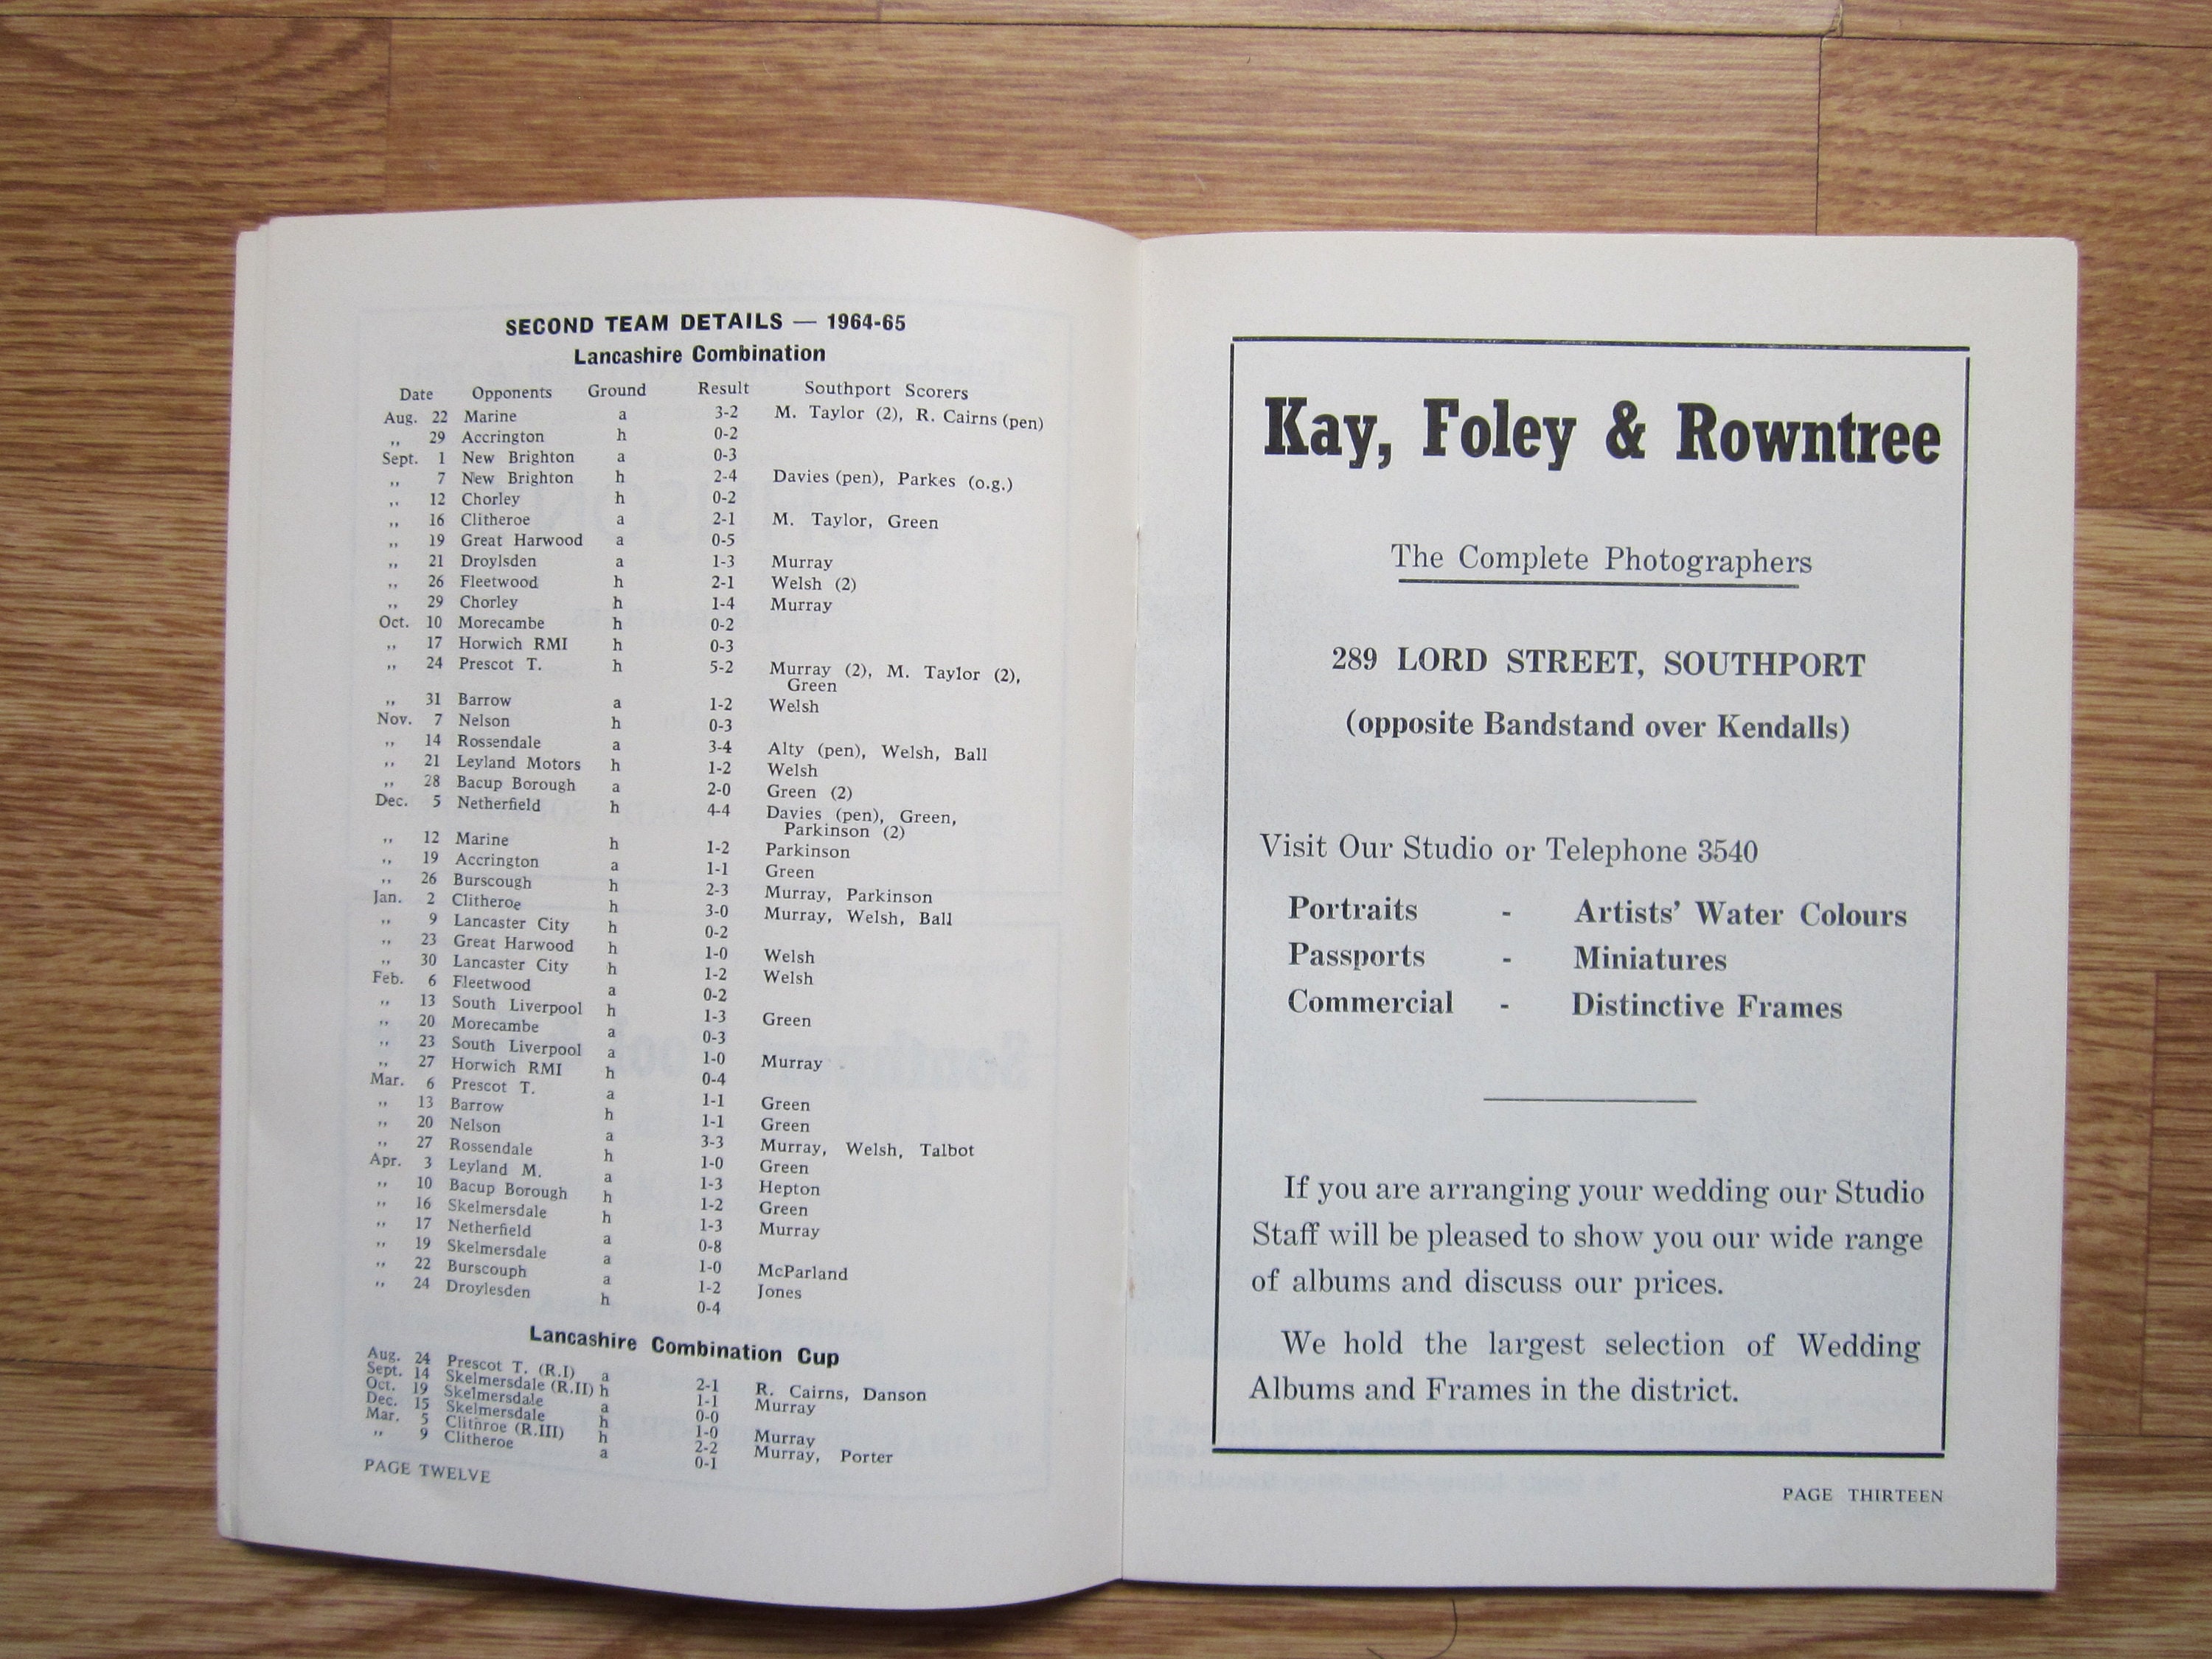 SECOND TEAM DETAILS — 1964-65
Lancashire Combination
Date Opponents Ground Result Southport Scorers
Aug. 22 Marine a 3-2 M. Taylor (2), R. Cairns (pen)
,, 29 Accrington h 0-2
Sept. 1 New Brighton a 0-3
,, 7 New Brighton h 2-4 Davies (pen), Parkes (o.g.)
,, 12 Chorley h 0-2
,, 16 Clitheroe a 2-1 M. Taylor, Green
,, 19 Great Harwood a 0-5
,, 21 Droylsden a 1-3 Murray
,, 26 Fleetwood h 2-1 Welsh (2)
,, 29 Chorley h 1-4 Murray
Oct. 10 Morecambe h 0-2
,, 17 Horwich RMI h 0-3
,, 24 Prescot T. h 5-2 Murray (2), M. Taylor (2),
Green
,, 31 Barrow a 1-2 Welsh
Nov. 7 Nelson h 0-3
,, 14 Rossendale a 3-4 Alty (pen), Welsh, Ball
,, 21 Leyland Motors h 1-2 Welsh
,, 28 Bacup Borough a 2-0 Green (2)
Dec. 5 Netherfield h 4-4 Davies (pen), Green,
Parkinson (2)
,, 12 Marine h 1-2 Parkinson
,, 19 Accrington a 1-1 Green
,, 26 Burscough h 2-3 Murray, Parkinson
Jan. 2 Clitheroe h 3-0 Murray, Welsh, Ball
,, 9 Lancaster City h 0-2
,, 23 Great Harwood h 1-0 Welsh
,, 30 Lancaster City h 1-2 Welsh
Feb. 6 Fleetwood a 0-2
,, 13 South Liverpool h 1-3 Green
,, 20 Morecambe a 0-3
,, 23 South Liverpool a 1-0 Murray
,, 27 Horwich RMI h 0-4
Mar. 6 Prescot T. a 1-1 Green
,, 13 Barrow h 1-1 Green
,, 20 Nelson a 3-3 Murray, Welsh, Talbot
,, 27 Rossendale h 1-0 Green
Apr. 3 Leyland M. a 1-3 Hepton
,, 10 Bacup Borough h 1-2 Green
,, 16 Skelmersdale h 1-3 Murray
,, 17 Netherfield a 0-8
,, 19 Skelmersdale a 1-0 McParland
,, 22 Burscouph a 1-2 Jones
,, 24 Droylesden h 0-4
Lancashire Combination Cup
Aug. 24 Prescot T. (R.I) a 2-1 R. Cairns, Danson
Sept. 14 Skelmersdale (R.II) h 1-1 Murray
Oct. 19 Skelmersdale a 0-0
Dec. 15 Skelmersdale h 1-0 Murray
Mar. 5 Clithroe (R.III) h 2-2 Murray, Porter
,, 9 Clitheroe a 0-1
PAGE TWELVE
Kay, Foley & Rowntree
The Complete Photographers
289 LORD STREET, SOUTHPORT
(opposite Bandstand over Kendalls)
Visit Our Studio or Telephone 3540
Portraits - Artists' Water Colours
Passports - Miniatures
Commercial - Distinctive Frames
If you are arranging your wedding our Studio
Staff will be pleased to show you our wide range
of albums and discuss our prices.
We hold the largest selection of Wedding
Albums and Frames in the district.
PAGE THIRTEEN